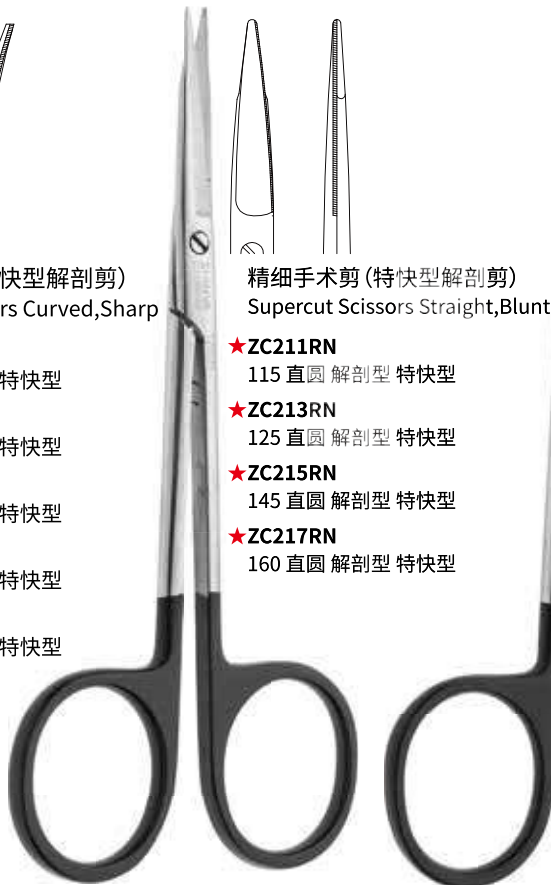 快型解剖剪）
rs Curved,Sharp
特快型
特快型
特快型
特快型
特快型
精细手术剪（特快型解剖剪）
Supercut Scissors Straight,Blunt
★ZC211RN
115 直圆 解剖型 特快型
★ZC213RN
125 直圆 解剖型 特快型
★ZC215RN
145 直圆 解剖型 特快型
★ZC217RN
160 直圆 解剖型 特快型